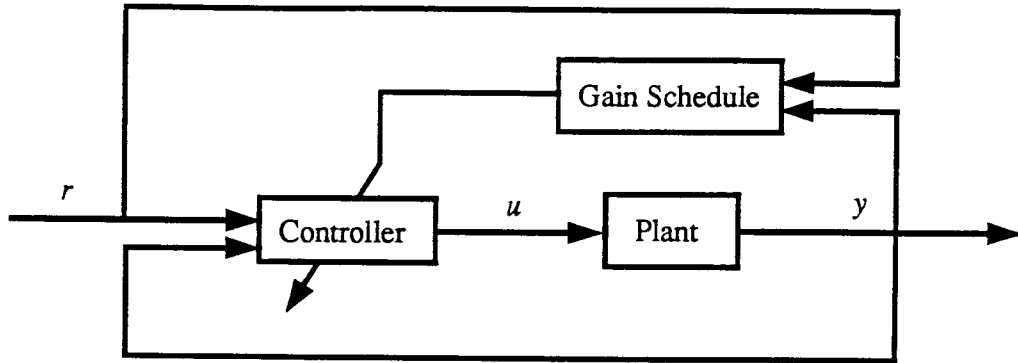 Gain Schedule
r
Controller
u
Plant
y